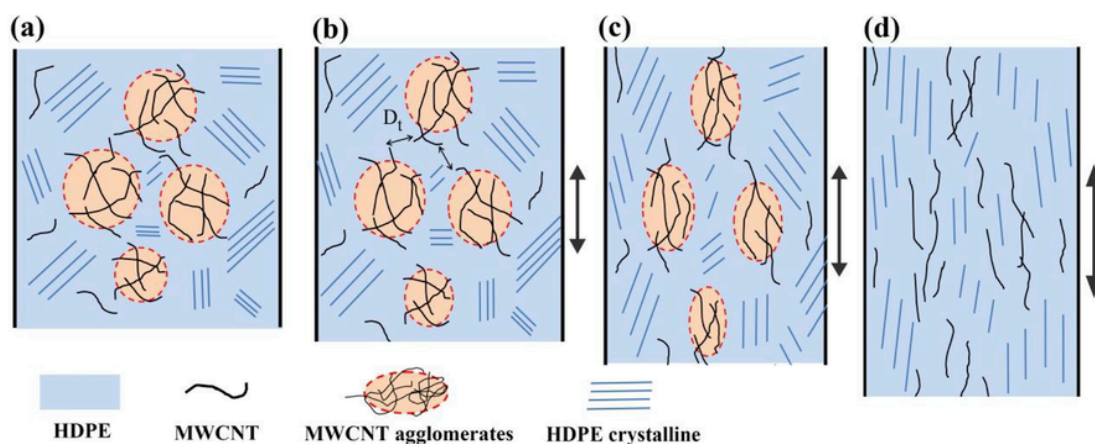 (a)
(b)
(c)
(d)
Dt
HDPE
MWCNT
MWCNT agglomerates
HDPE crystalline